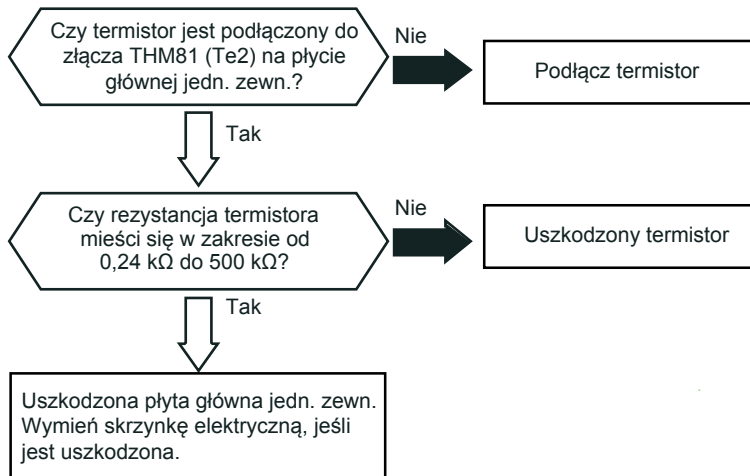 Czy termistor jest podłączony do
złącza THM81 (Te2) na płycie
głównej jedn. zewn.?
Nie
Podłącz termistor
Tak
Czy rezystancja termistora
mieści się w zakresie od
0,24 kΩ do 500 kΩ?
Nie
Uszkodzony termistor
Tak
Uszkodzona płyta główna jedn. zewn.
Wymień skrzynkę elektryczną, jeśli
jest uszkodzona.